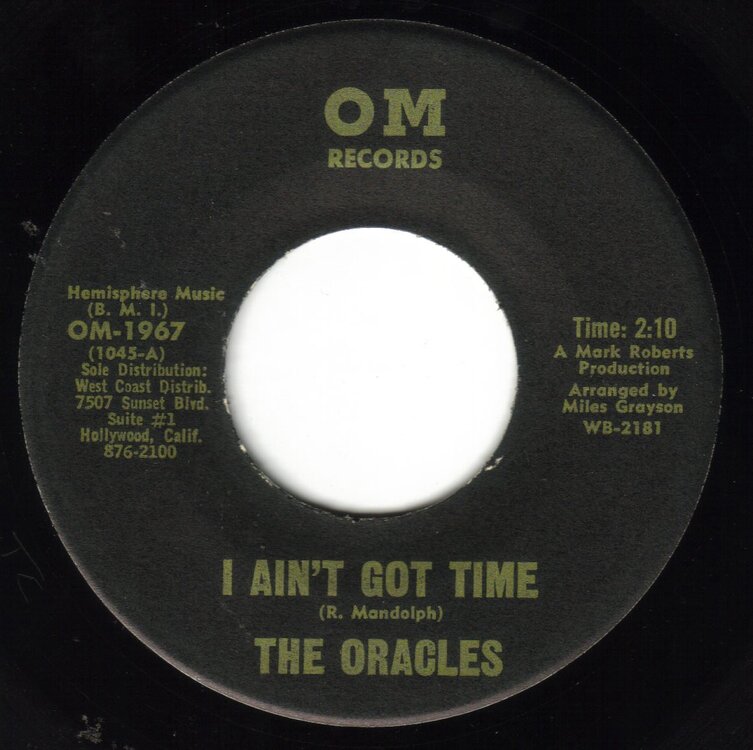 OM
RECORDS
Hemisphere Music
(B. M. I.)
OM-1967
(1045-A)
Sole Distribution:
West Coast Distrib.
7507 Sunset Blvd.
Suite #1
Hollywood, Calif.
876-2100
Time: 2:10
A Mark Roberts
Production
Arranged by
Miles Grayson
WB-2181
I AIN'T GOT TIME
(R. Mandolph)
THE ORACLES